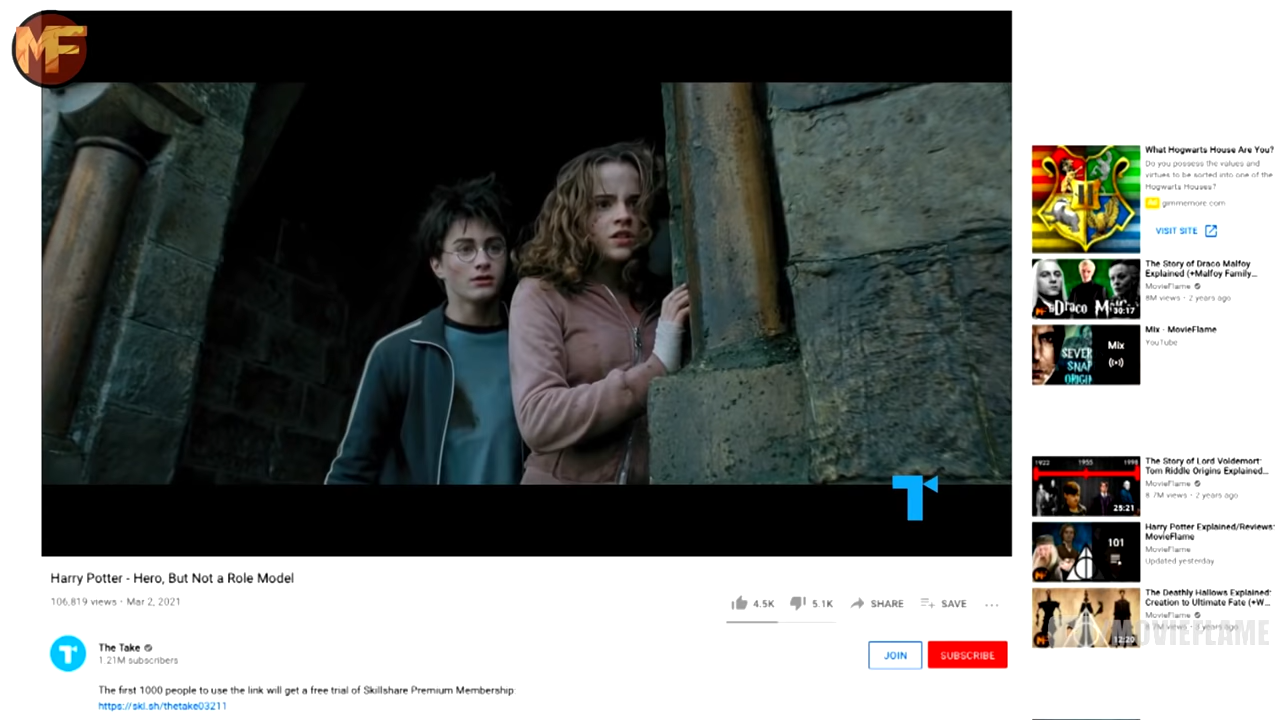 MF
Harry Potter - Hero, But Not a Role Model
106,819 views • Mar 2, 2021
4.5K 5.1K SHARE SAVE
The Take
1.21M subscribers
JOIN SUBSCRIBE
The first 1000 people to use the link will get a free trial of Skillshare Premium Membership:
https://skl.sh/thetake03211
What Hogwarts House Are You?
Do you possess the values and
virtues to be sorted into one of the
Hogwarts Houses?
Ad gimmemore.com
VISIT SITE
The Story of Draco Malfoy
Explained (+Malfoy Family...
MovieFlame
8M views • 2 years ago
30:17
Mix - MovieFlame
YouTube
Mix
SEVER
SNAP
ORIGIN
The Story of Lord Voldemort:
Tom Riddle Origins Explained...
MovieFlame
8.7M views • 2 years ago
1955
25:21
Harry Potter Explained/Reviews:
MovieFlame
MovieFlame
Updated yesterday
101
The Deathly Hallows Explained:
Creation to Ultimate Fate (+W...
MovieFlame
12:20
MOVIEFLAME